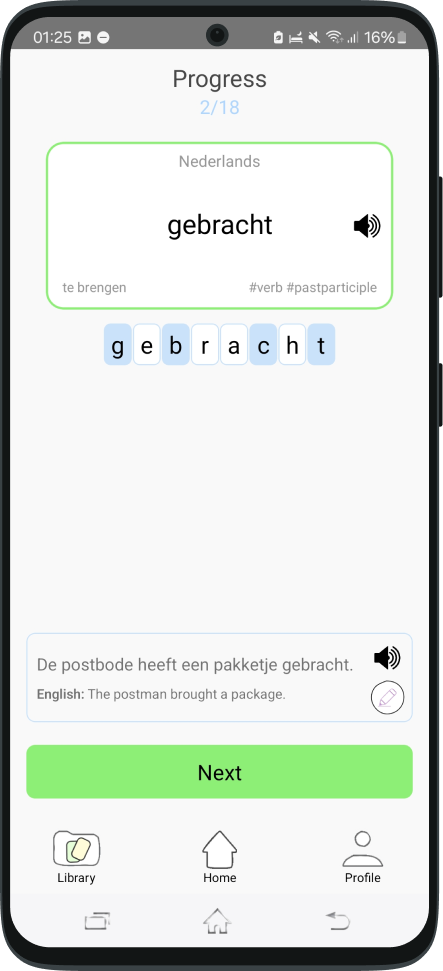 01:25 16%
Progress
2/18
Nederlands
gebracht
te brengen #verb #pastparticiple
g e b r a c h t
De postbode heeft een pakketje gebracht.
English: The postman brought a package.
Next
Library Home Profile